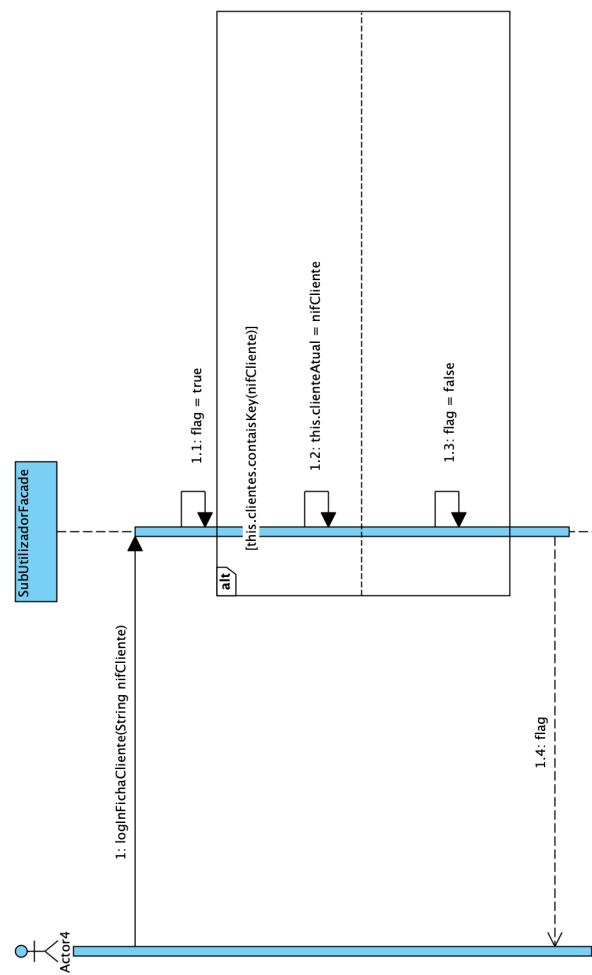 Actor4
SubUtilizadorFacade
1: logInFichaCliente(String nifCliente)
1.1: flag = true
alt
[this.clientes.contaisKey(nifCliente)]
1.2: this.clienteAtual = nifCliente
1.3: flag = false
1.4: flag